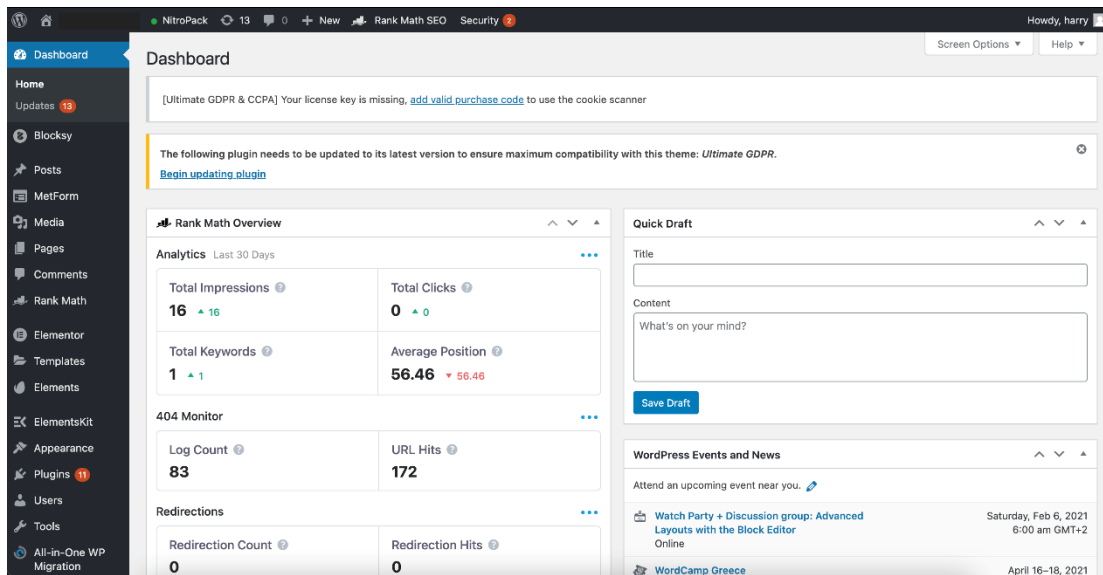 NitroPack 13 0 New Rank Math SEO Security 2 Howdy, harry
Screen Options Help
Dashboard
Home
Updates 13
Blocksy
Posts
MetForm
Media
Pages
Comments
Rank Math
Elementor
Templates
Elements
ElementsKit
Appearance
Plugins 11
Users
Tools
All-in-One WP
Migration
Dashboard
[Ultimate GDPR & CCPA] Your license key is missing, add valid purchase code to use the cookie scanner
The following plugin needs to be updated to its latest version to ensure maximum compatibility with this theme: Ultimate GDPR.
Begin updating plugin
Rank Math Overview
Analytics Last 30 Days
Total Impressions Total Clicks
16 16 0 0
Total Keywords Average Position
1 1 56.46 56.46
404 Monitor
Log Count URL Hits
83 172
Redirections
Redirection Count Redirection Hits
0 0
Quick Draft
Title
Content
What's on your mind?
Save Draft
WordPress Events and News
Attend an upcoming event near you.
Watch Party + Discussion group: Advanced Saturday, Feb 6, 2021
Layouts with the Block Editor 6:00 am GMT+2
Online
WordCamp Greece April 16–18, 2021